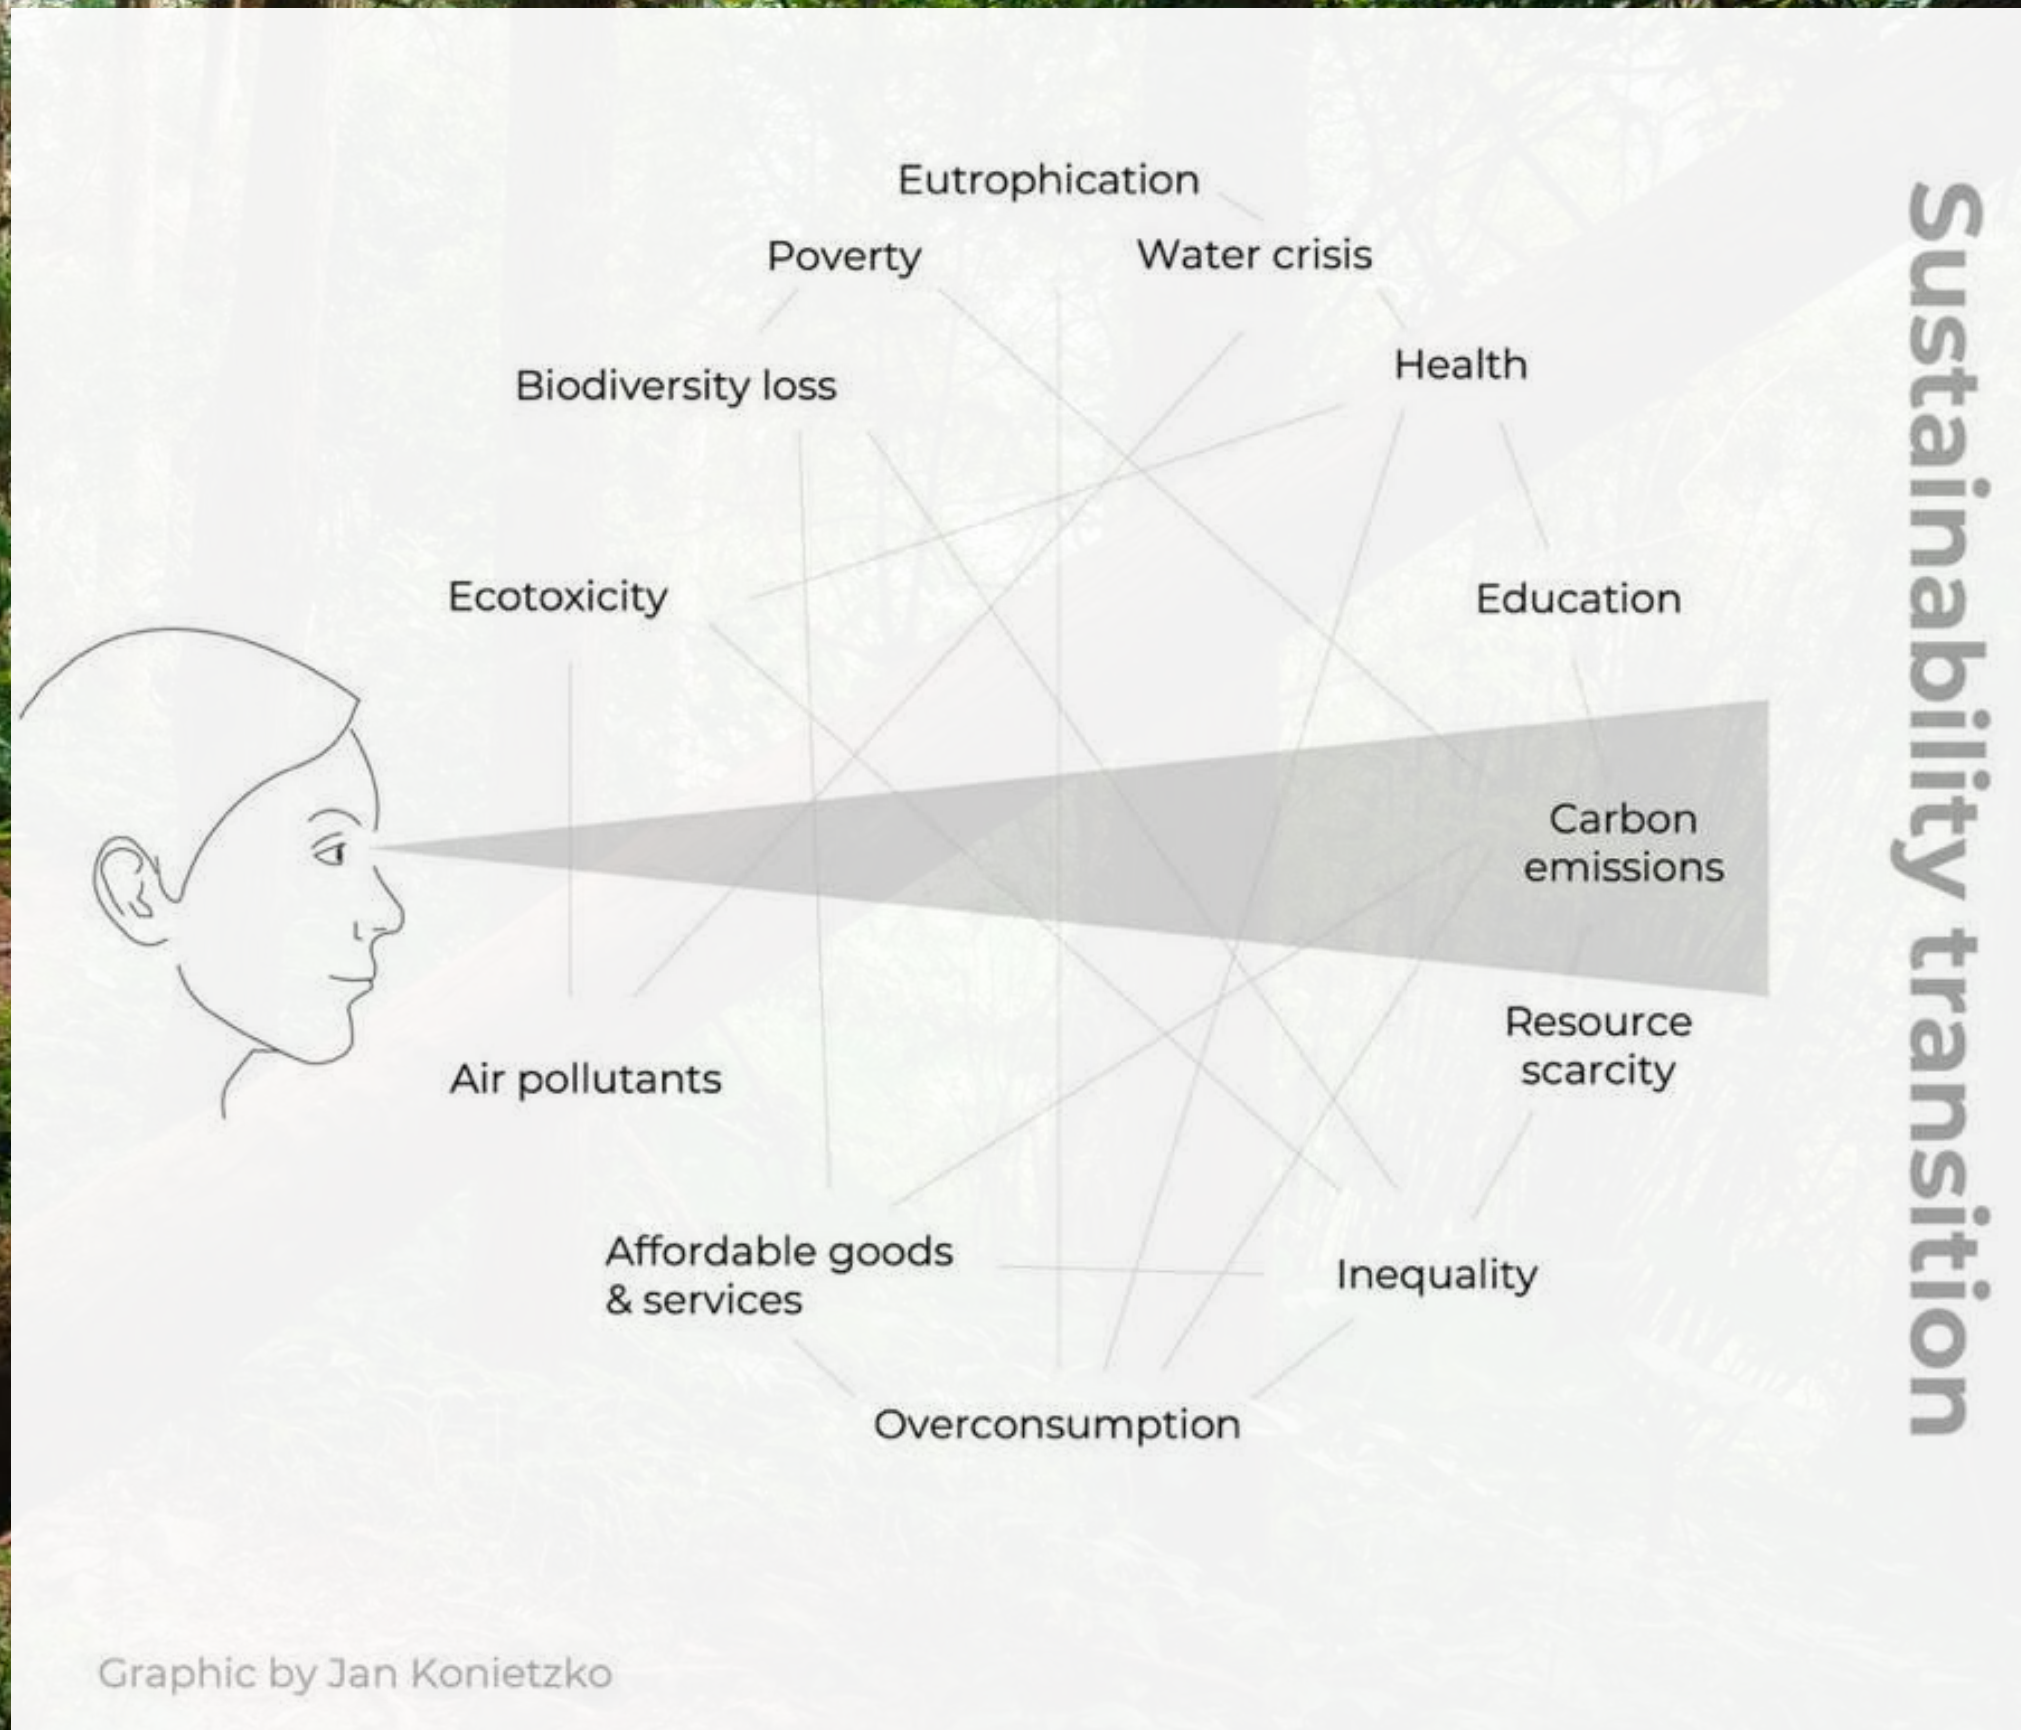 Eutrophication
Poverty
Water crisis
Health
Biodiversity loss
Ecotoxicity
Education
Carbon
emissions
Resource
scarcity
Air pollutants
Affordable goods
& services
Inequality
Overconsumption
Sustainability transition
Graphic by Jan Konietzko